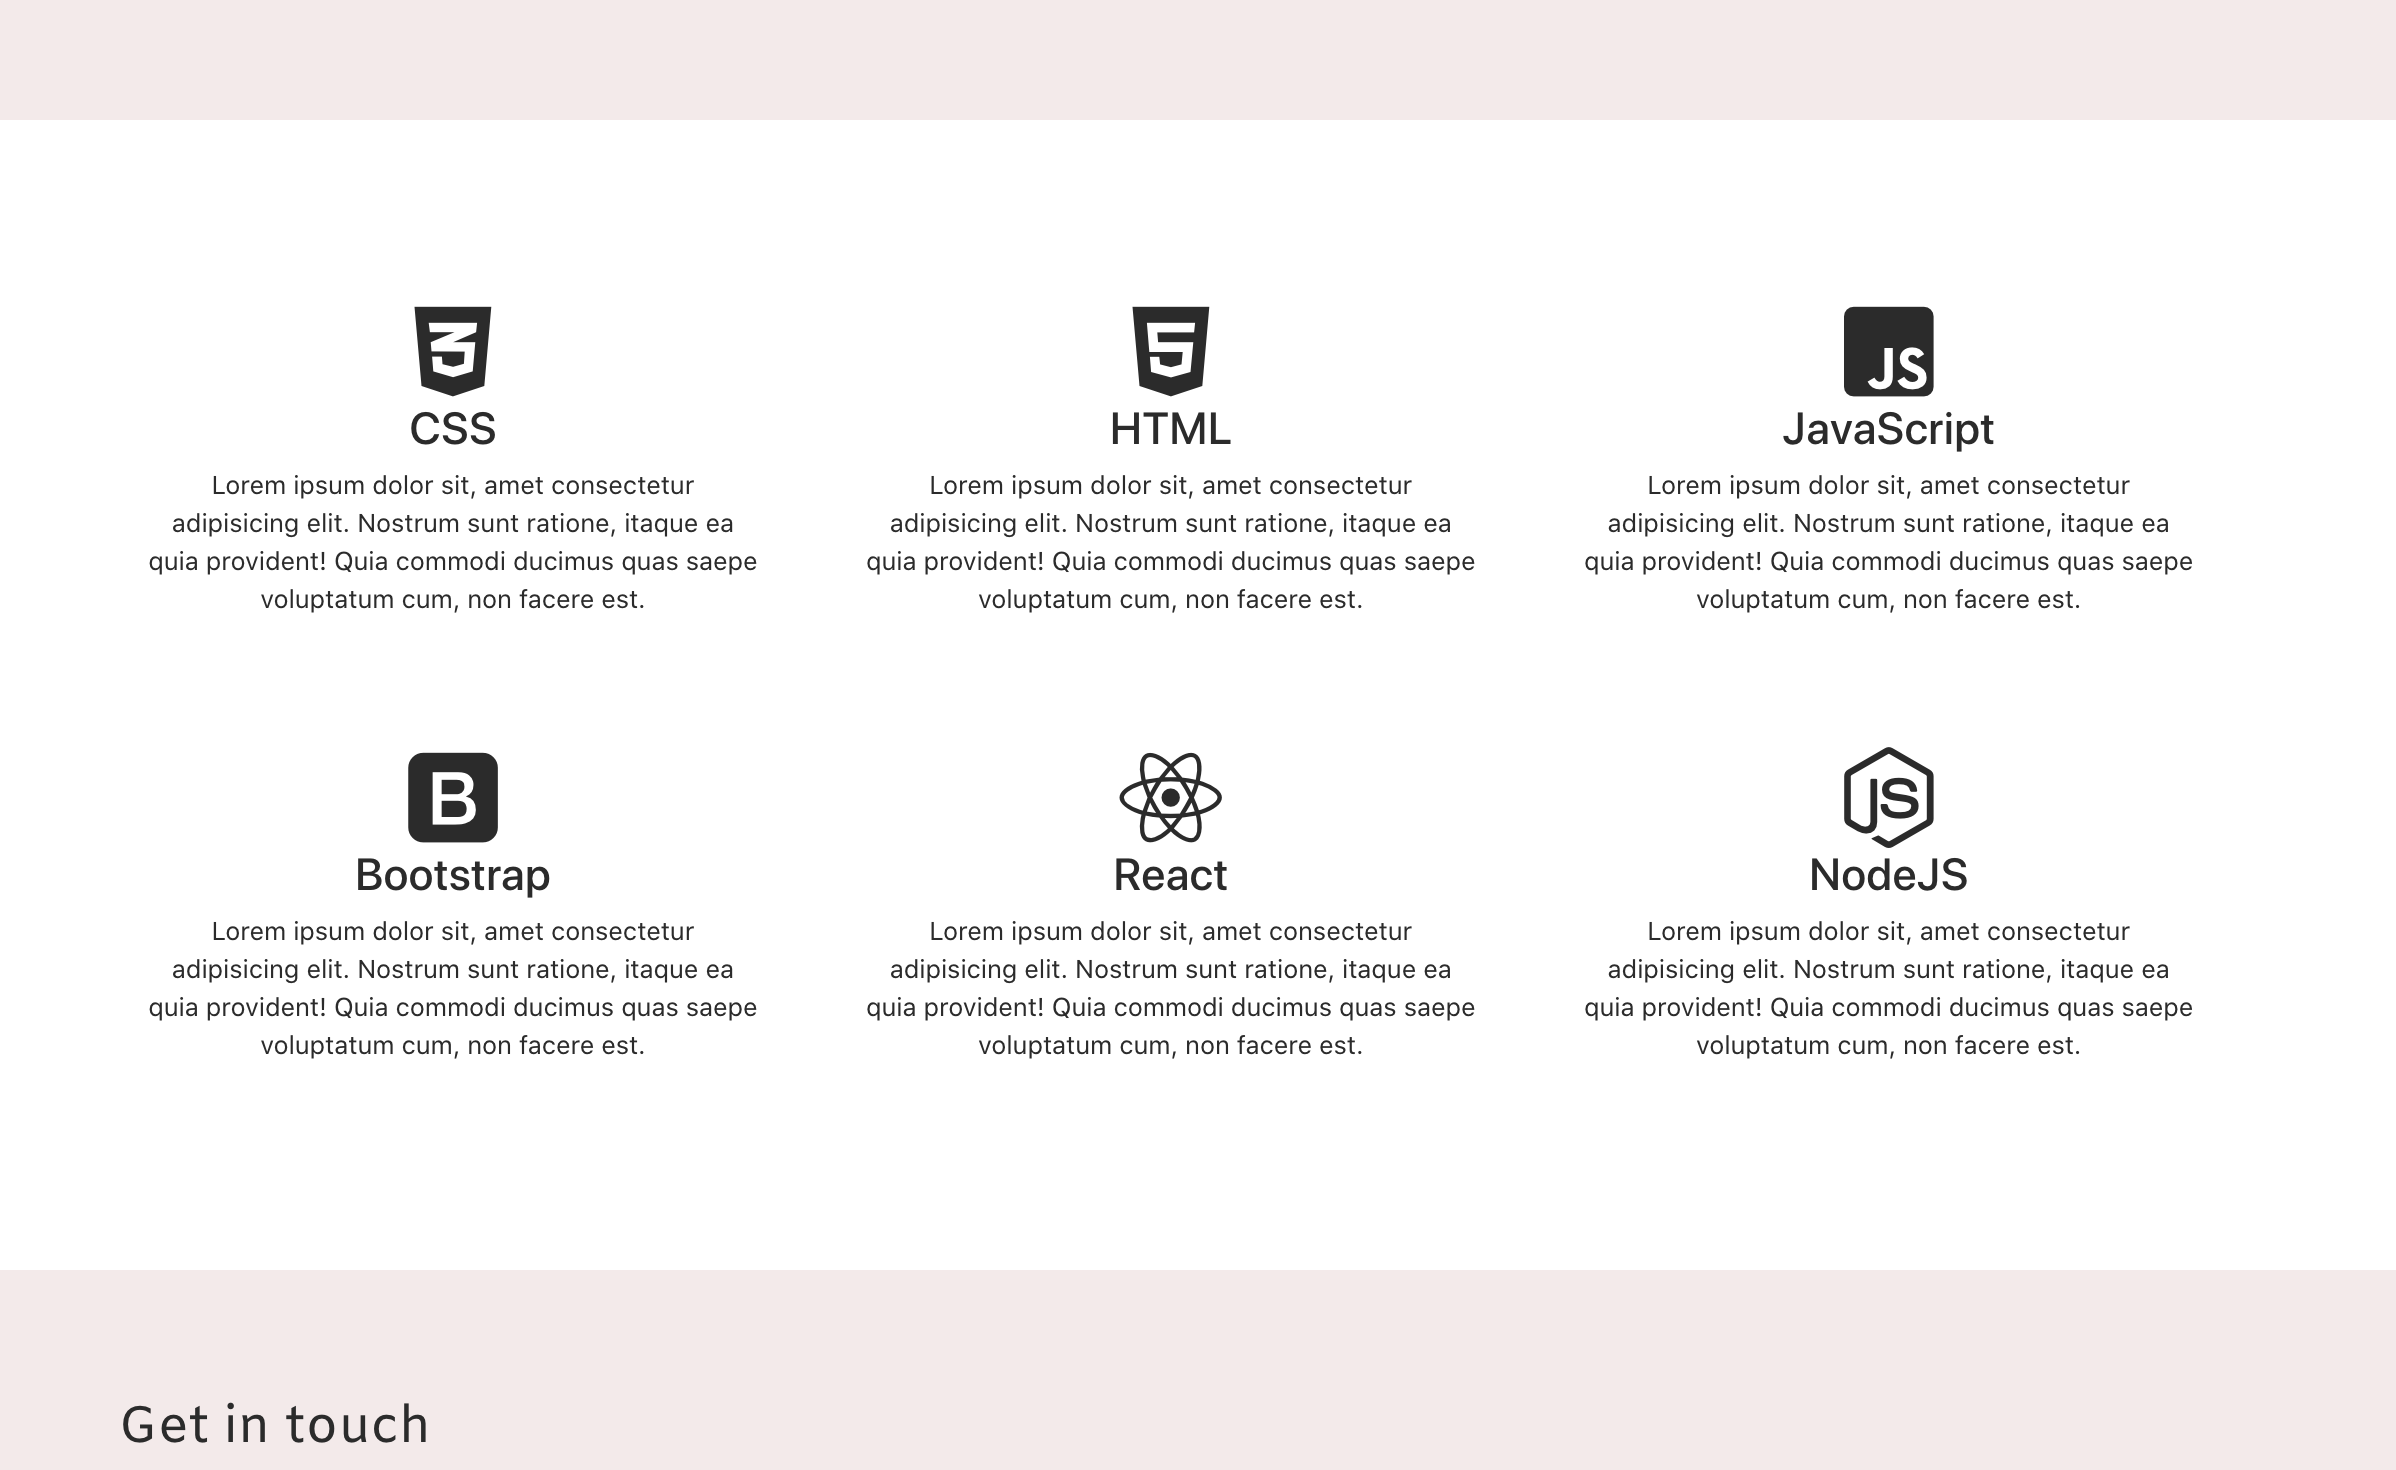 3
5
JS
CSS
HTML
JavaScript
Lorem ipsum dolor sit, amet consectetur
adipisicing elit. Nostrum sunt ratione, itaque ea
quia provident! Quia commodi ducimus quas saepe
voluptatum cum, non facere est.
Lorem ipsum dolor sit, amet consectetur
adipisicing elit. Nostrum sunt ratione, itaque ea
quia provident! Quia commodi ducimus quas saepe
voluptatum cum, non facere est.
Lorem ipsum dolor sit, amet consectetur
adipisicing elit. Nostrum sunt ratione, itaque ea
quia provident! Quia commodi ducimus quas saepe
voluptatum cum, non facere est.
B
JS
Bootstrap
React
NodeJS
Lorem ipsum dolor sit, amet consectetur
adipisicing elit. Nostrum sunt ratione, itaque ea
quia provident! Quia commodi ducimus quas saepe
voluptatum cum, non facere est.
Lorem ipsum dolor sit, amet consectetur
adipisicing elit. Nostrum sunt ratione, itaque ea
quia provident! Quia commodi ducimus quas saepe
voluptatum cum, non facere est.
Lorem ipsum dolor sit, amet consectetur
adipisicing elit. Nostrum sunt ratione, itaque ea
quia provident! Quia commodi ducimus quas saepe
voluptatum cum, non facere est.
Get in touch